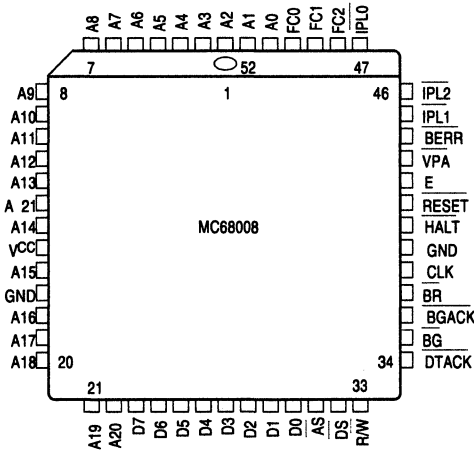 A8 A7 A6 A5 A4 A3 A2 A1 A0 FC0 FC1 FC2 IPL0
7 52 47
A9 8 1 46 IPL2
A10 IPL1
A11 BERR
A12 VPA
A13 E
A 21 RESET
A14 MC68008 HALT
VCC GND
A15 CLK
GND BR
A16 BGACK
A17 BG
A18 20 34 DTACK
21 33
A19 A20 D7 D6 D5 D4 D3 D2 D1 D0 AS DS R/W